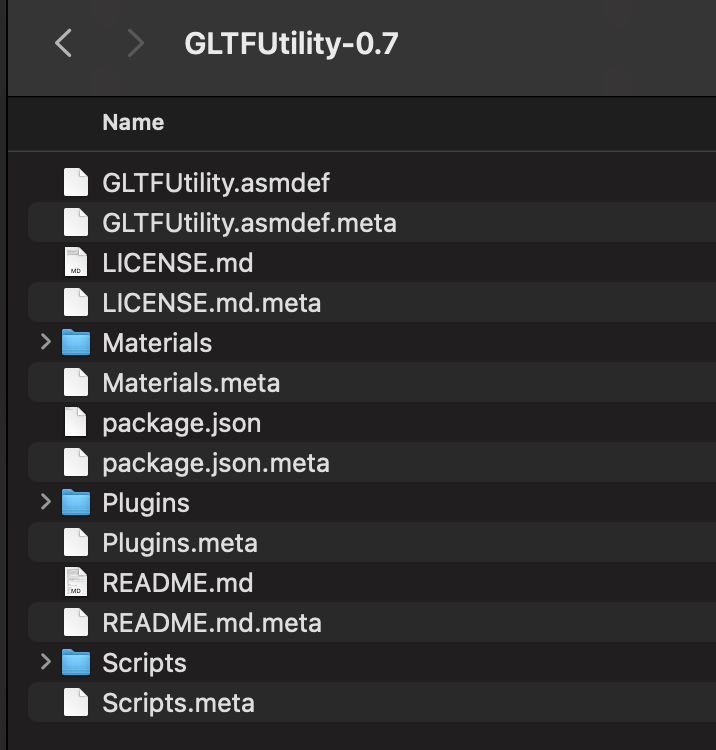 GLTFUtility-0.7
Name
GLTFUtility.asmdef
GLTFUtility.asmdef.meta
MD
LICENSE.md
LICENSE.md.meta
Materials
Materials.meta
package.json
package.json.meta
Plugins
Plugins.meta
MD
README.md
README.md.meta
Scripts
Scripts.meta